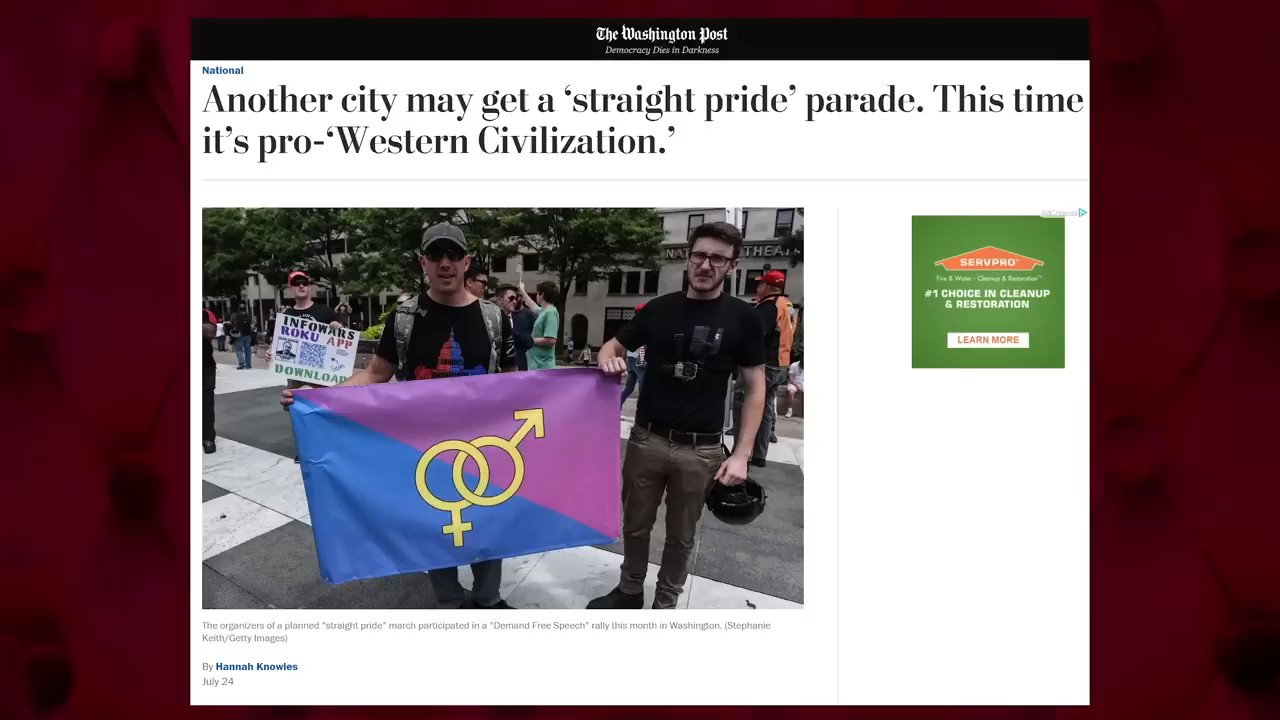 The Washington Post
Democracy Dies in Darkness
National
Another city may get a ‘straight pride’ parade. This time
it’s pro-‘Western Civilization.’
NATIONAL THEATRE
INFOWARS
ROKU APP
DOWNLOAD
SERVPRO®
Fire & Water - Cleanup & Restoration™
#1 CHOICE IN CLEANUP
& RESTORATION
LEARN MORE
The organizers of a planned "straight pride" march participated in a "Demand Free Speech" rally this month in Washington. (Stephanie
Keith/Getty Images)
By Hannah Knowles
July 24